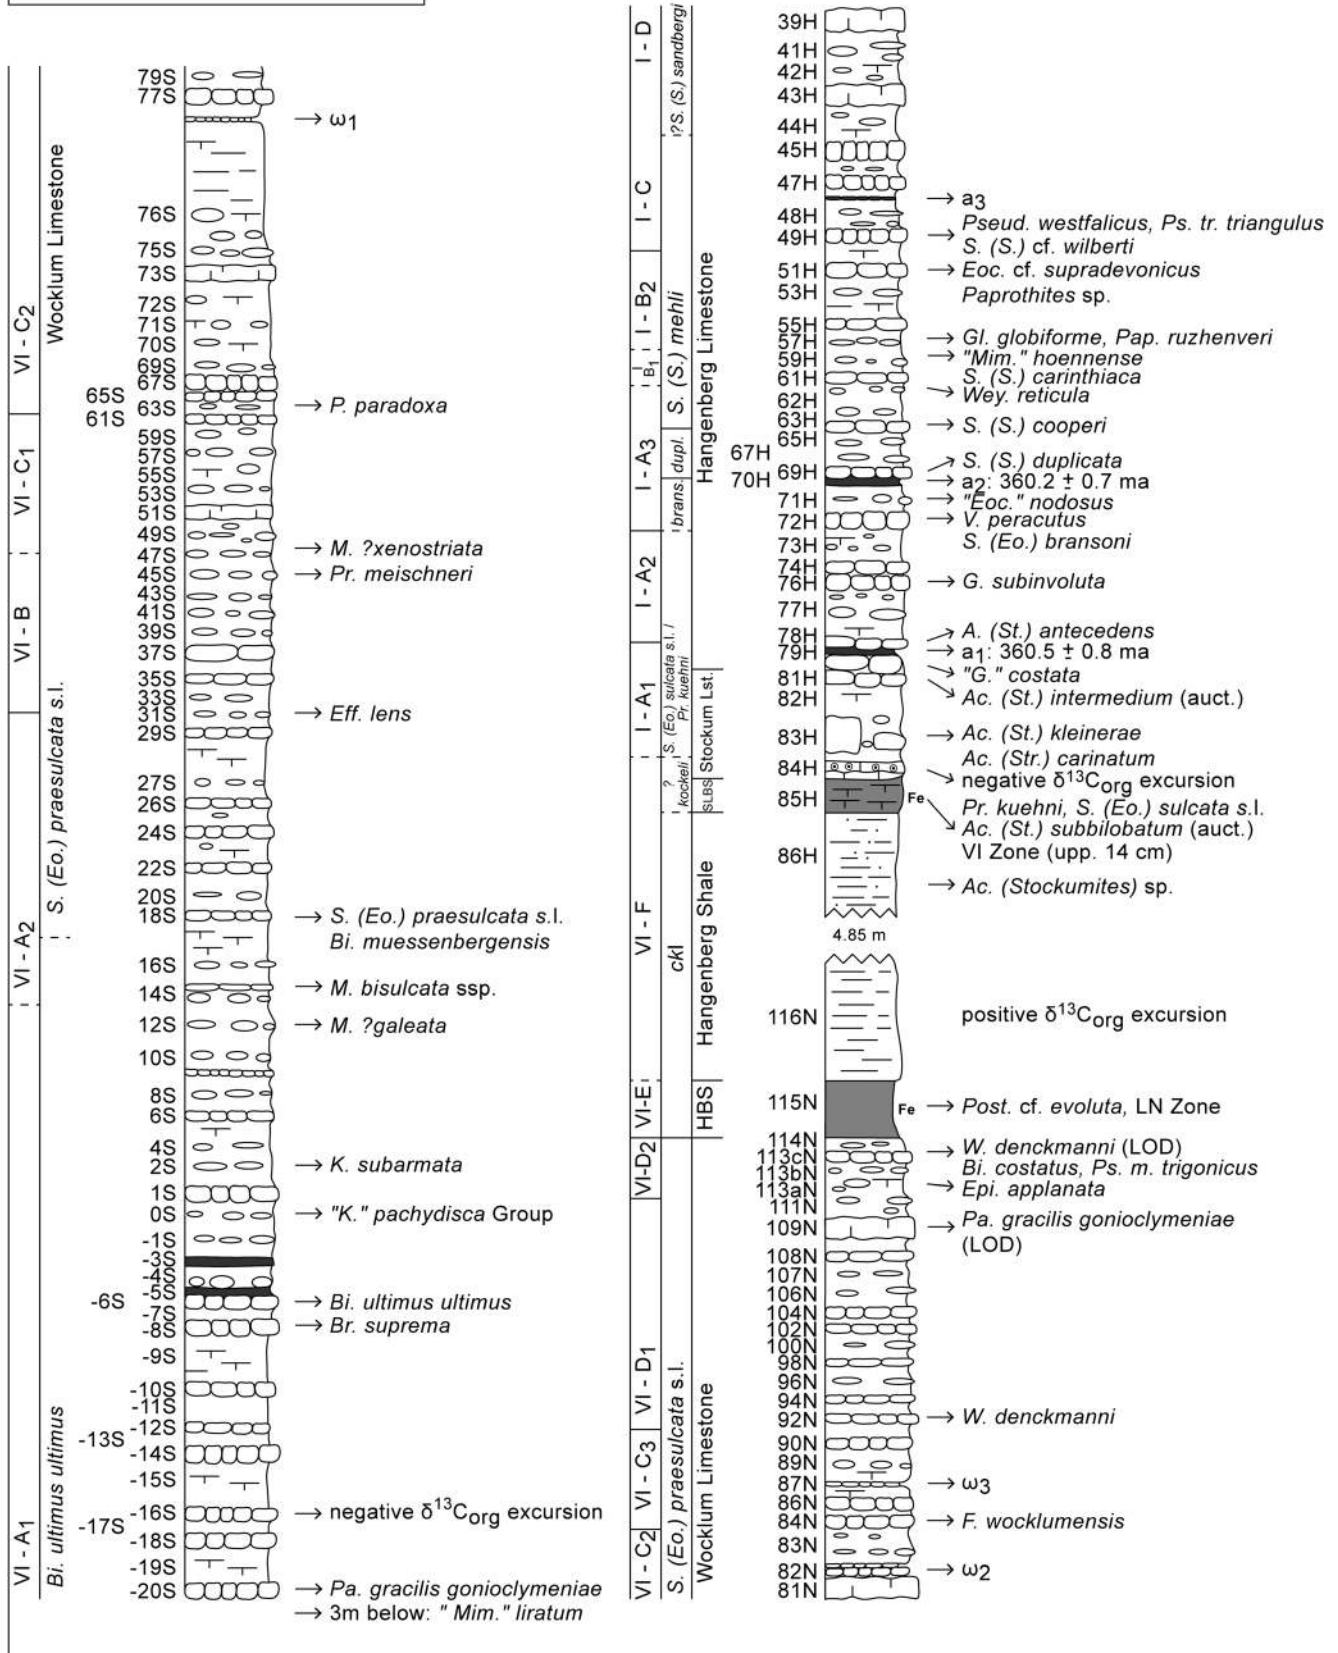 VI - C2
VI - C1
VI - B
VI - A2
VI - A1
Wocklum Limestone
S. (Eo.) praesulcata s.l.
Bi. ultimus ultimus
79S
77S
→ ω1
76S
75S
73S
72S
71S
70S
69S
67S
65S
63S → P. paradoxa
61S
59S
57S
55S
53S
51S
49S
47S → M. ?xenostriata
45S → Pr. meischneri
43S
41S
39S
37S
35S
33S
31S → Eff. lens
29S
27S
26S
24S
22S
20S
18S → S. (Eo.) praesulcata s.l.
Bi. muessenbergensis
16S
14S → M. bisulcata ssp.
12S → M. ?galeata
10S
8S
6S
4S
2S → K. subarmata
1S
0S → "K." pachydisca Group
-1S
-3S
-4S
-5S
-6S → Bi. ultimus ultimus
-7S
-8S → Br. suprema
-9S
-10S
-11S
-12S
-13S
-14S
-15S
-16S → negative δ13Corg excursion
-17S
-18S
-19S
-20S → Pa. gracilis gonioclymeniae
→ 3m below: " Mim." liratum
I - D
I - C
I - B2
I B1
I - A3
I - A2
I - A1
VI - F
VI-E
VI-D2
VI - D1
VI - C3
VI - C2
?S. (S.) sandbergi
S. (S.) mehli
dupl.
brans.
S. (Eo.) sulcata s.l. /
Pr. kuehni
? kockeli
ckI
S. (Eo.) praesulcata s.l.
Hangenberg Limestone
Stockum Lst.
SLBS
Hangenberg Shale
HBS
Wocklum Limestone
39H
41H
42H
43H
44H
45H
47H
→ a3
48H
Pseud. westfalicus, Ps. tr. triangulus
49H → S. (S.) cf. wilberti
51H → Eoc. cf. supradevonicus
53H Paprothites sp.
55H
57H → Gl. globiforme, Pap. ruzhenveri
59H → "Mim." hoennense
61H S. (S.) carinthiaca
62H → Wey. reticula
63H → S. (S.) cooperi
65H
67H
69H → S. (S.) duplicata
70H → a2: 360.2 ± 0.7 ma
71H → "Eoc." nodosus
72H → V. peracutus
73H S. (Eo.) bransoni
74H
76H → G. subinvoluta
77H
78H → A. (St.) antecedens
79H → a1: 360.5 ± 0.8 ma
→ "G." costata
81H
82H → Ac. (St.) intermedium (auct.)
83H → Ac. (St.) kleinerae
Ac. (Str.) carinatum
84H → negative δ13Corg excursion
85H Fe Pr. kuehni, S. (Eo.) sulcata s.l.
→ Ac. (St.) subbilobatum (auct.)
86H VI Zone (upp. 14 cm)
→ Ac. (Stockumites) sp.
4.85 m
116N positive δ13Corg excursion
115N Fe → Post. cf. evoluta, LN Zone
114N
113cN → W. denckmanni (LOD)
113bN Bi. costatus, Ps. m. trigonicus
113aN → Epi. applanata
111N
109N → Pa. gracilis gonioclymeniae
(LOD)
108N
107N
106N
104N
102N
100N
98N
96N
94N
92N → W. denckmanni
90N
89N
87N → ω3
86N
84N → F. wocklumensis
83N
82N → ω2
81N